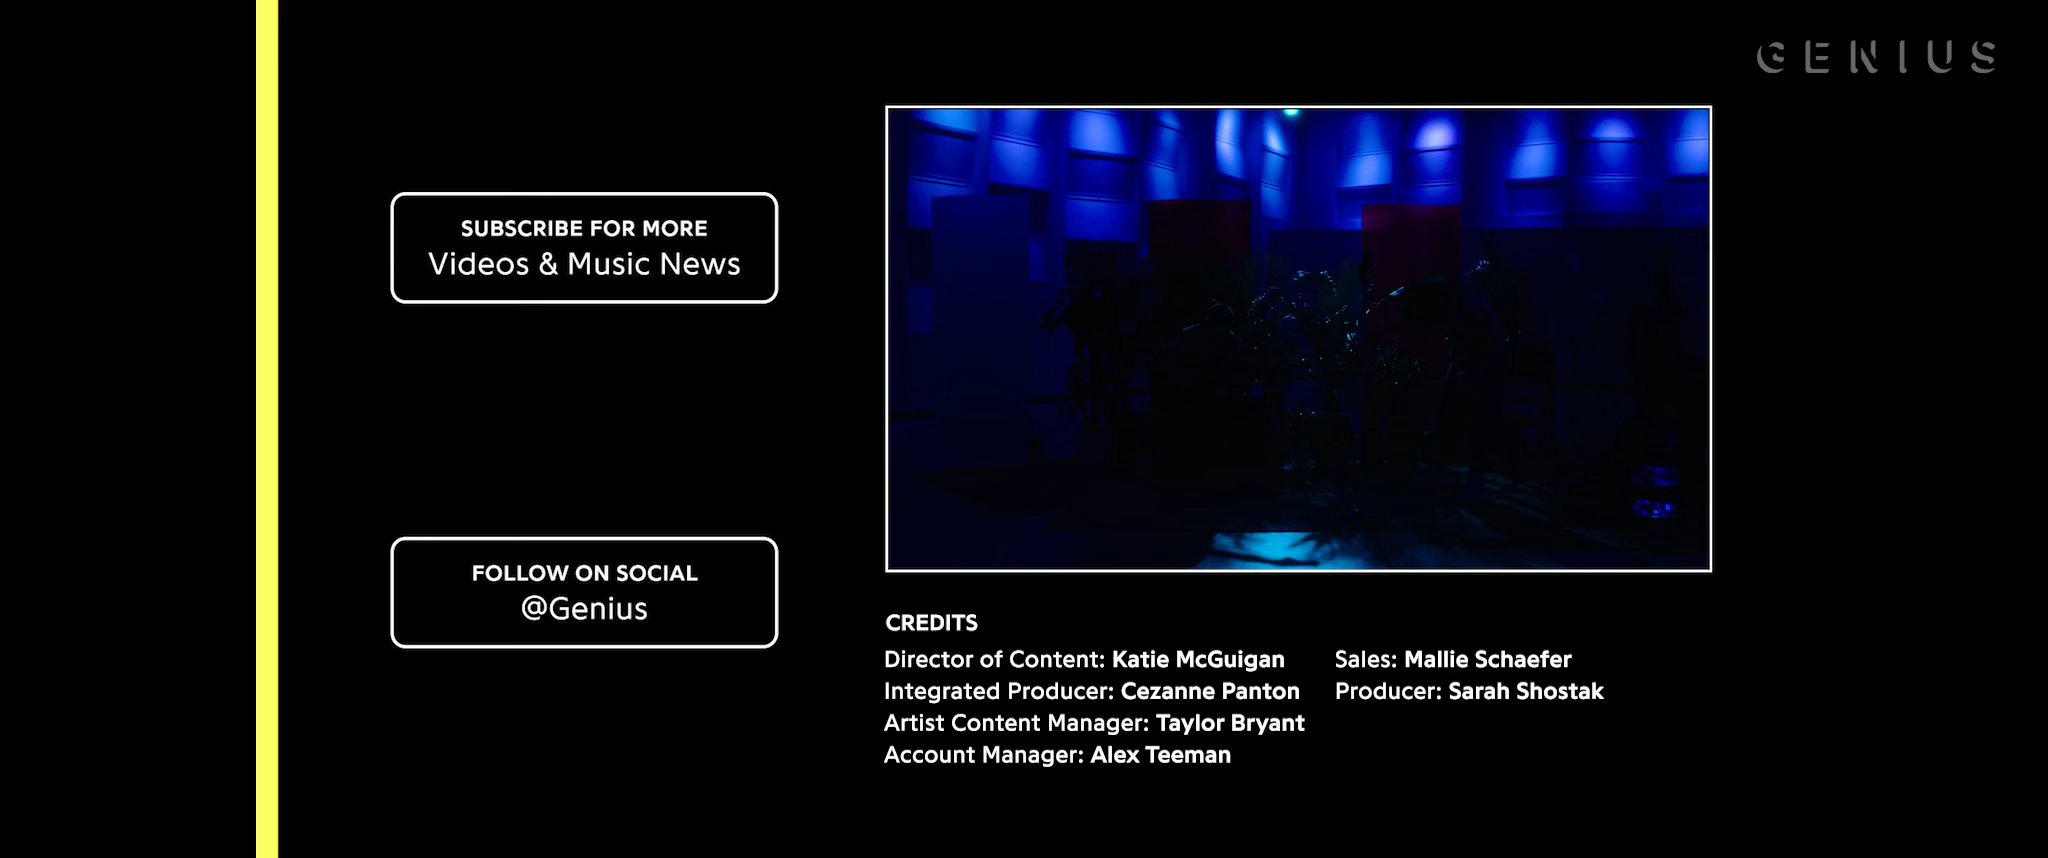 GENIUS
SUBSCRIBE FOR MORE
Videos & Music News
FOLLOW ON SOCIAL
@Genius
CREDITS
Director of Content: Katie McGuigan
Integrated Producer: Cezanne Panton
Artist Content Manager: Taylor Bryant
Account Manager: Alex Teeman
Sales: Mallie Schaefer
Producer: Sarah Shostak